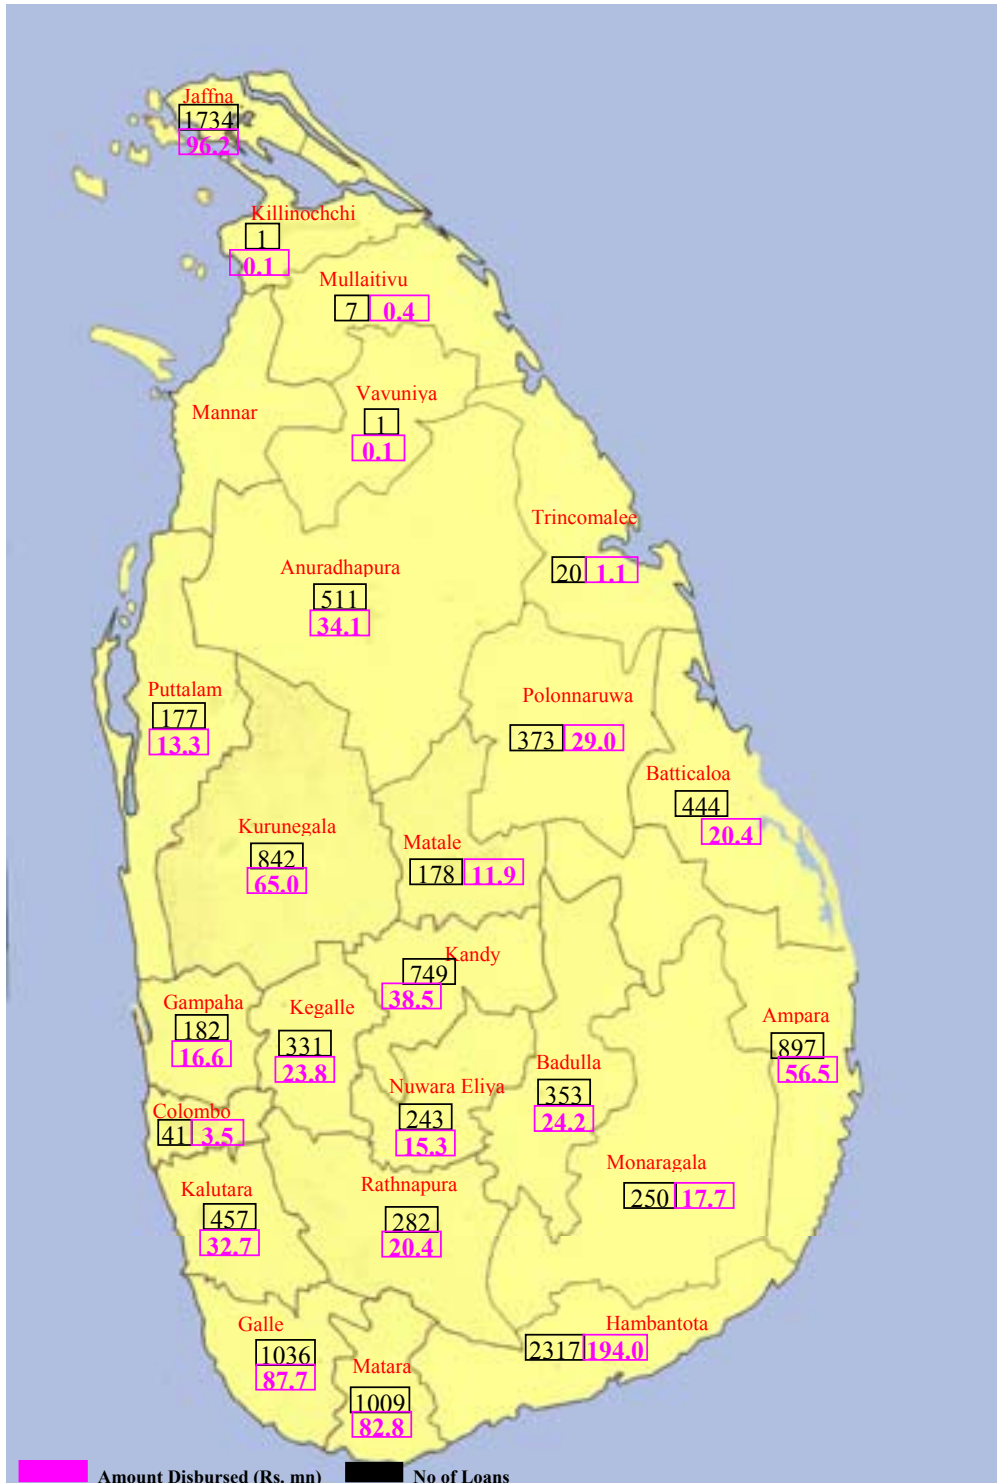 Jaffna
1734
96.2
Killinochchi
1
0.1
Mullaitivu
7 0.4
Vavuniya
1
0.1
Mannar
Trincomalee
20 1.1
Anuradhapura
511
34.1
Puttalam
177
13.3
Polonnaruwa
373 29.0
Batticaloa
444
20.4
Kurunegala
842
65.0
Matale
178 11.9
Kandy
749
38.5
Gampaha
182
16.6
Kegalle
331
23.8
Ampara
897
56.5
Nuwara Eliya
243
15.3
Badulla
353
24.2
Colombo
41 3.5
Monaragala
250 17.7
Kalutara
457
32.7
Rathnapura
282
20.4
Galle
1036
87.7
Matara
1009
82.8
Hambantota
2317 194.0
Amount Disbursed (Rs. mn) No of Loans